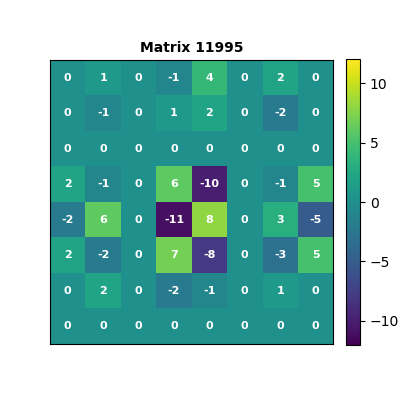 Matrix 11995
0 1 0 -1 4 0 2 0
0 -1 0 1 2 0 -2 0
0 0 0 0 0 0 0 0
2 -1 0 6 -10 0 -1 5
-2 6 0 -11 8 0 3 -5
2 -2 0 7 -8 0 -3 5
0 2 0 -2 -1 0 1 0
0 0 0 0 0 0 0 0
10
5
0
−5
−10